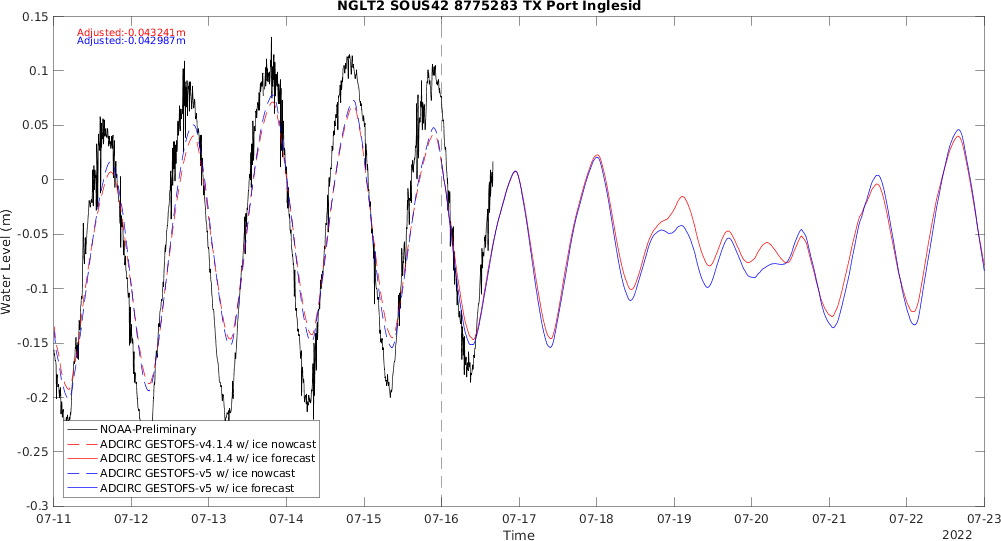 NGLT2 SOUS42 8775283 TX Port Inglesid
Adjusted:-0.043241m
Adjusted:-0.042987m
0.15
0.1
0.05
0
-0.05
-0.1
-0.15
-0.2
-0.25
-0.3
Water Level (m)
NOAA-Preliminary
ADCIRC GESTOFS-v4.1.4 w/ ice nowcast
ADCIRC GESTOFS-v4.1.4 w/ ice forecast
ADCIRC GESTOFS-v5 w/ ice nowcast
ADCIRC GESTOFS-v5 w/ ice forecast
07-11 07-12 07-13 07-14 07-15 07-16 07-17 07-18 07-19 07-20 07-21 07-22 07-23
Time
2022